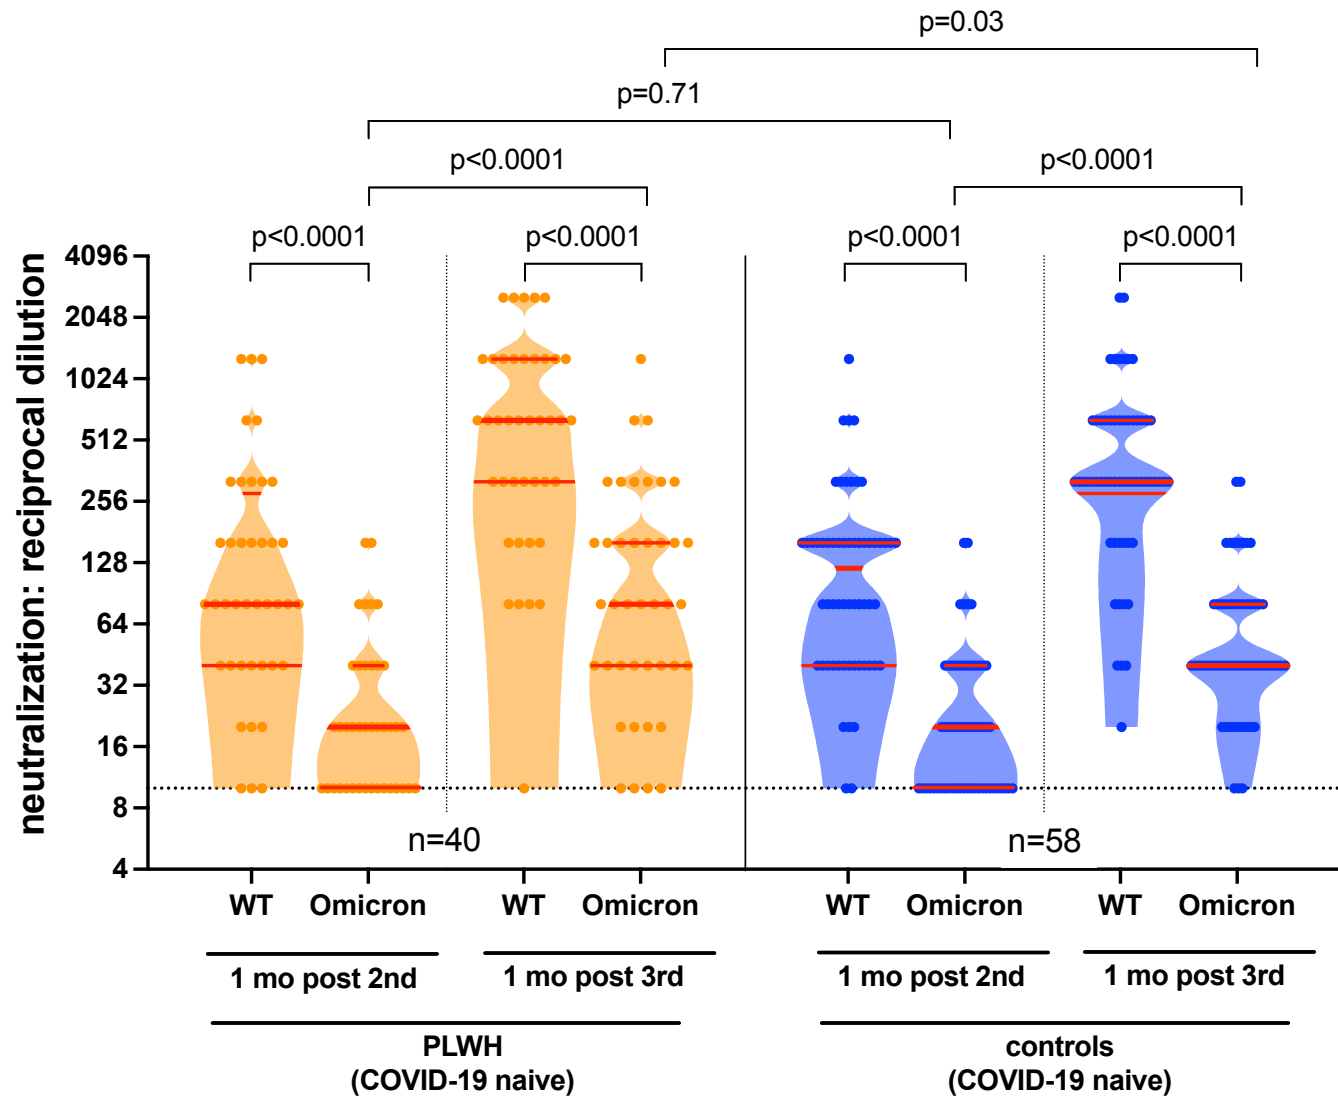 p=0.03
p=0.71
p<0.0001
p<0.0001
p<0.0001
p<0.0001
p<0.0001
p<0.0001
neutralization: reciprocal dilution
4096
2048
1024
512
256
128
64
32
16
8
4
n=40
n=58
WT Omicron WT Omicron WT Omicron WT Omicron
1 mo post 2nd 1 mo post 3rd 1 mo post 2nd 1 mo post 3rd
PLWH
(COVID-19 naive)
controls
(COVID-19 naive)